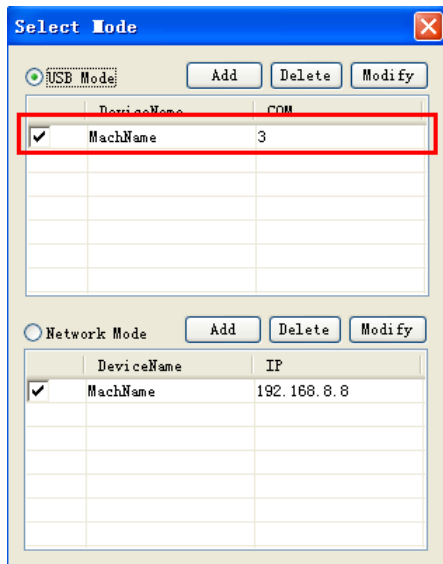 Select Mode
USB Mode Add Delete Modify
DeviceName COM
MachName 3
Network Mode Add Delete Modify
DeviceName IP
MachName 192.168.8.8